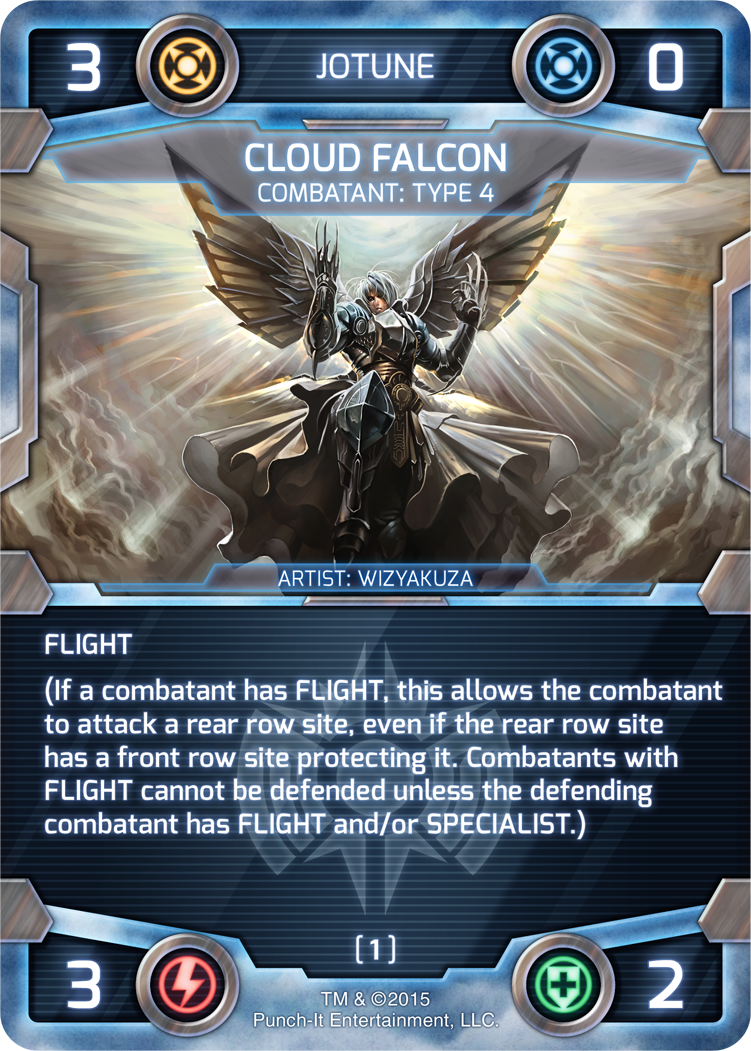 3 JOTUNE 0
CLOUD FALCON
COMBATANT: TYPE 4
ARTIST: WIZYAKUZA
FLIGHT
(If a combatant has FLIGHT, this allows the combatant
to attack a rear row site, even if the rear row site
has a front row site protecting it. Combatants with
FLIGHT cannot be defended unless the defending
combatant has FLIGHT and/or SPECIALIST.)
(1)
3 2
TM & ©2015
Punch-It Entertainment, LLC.